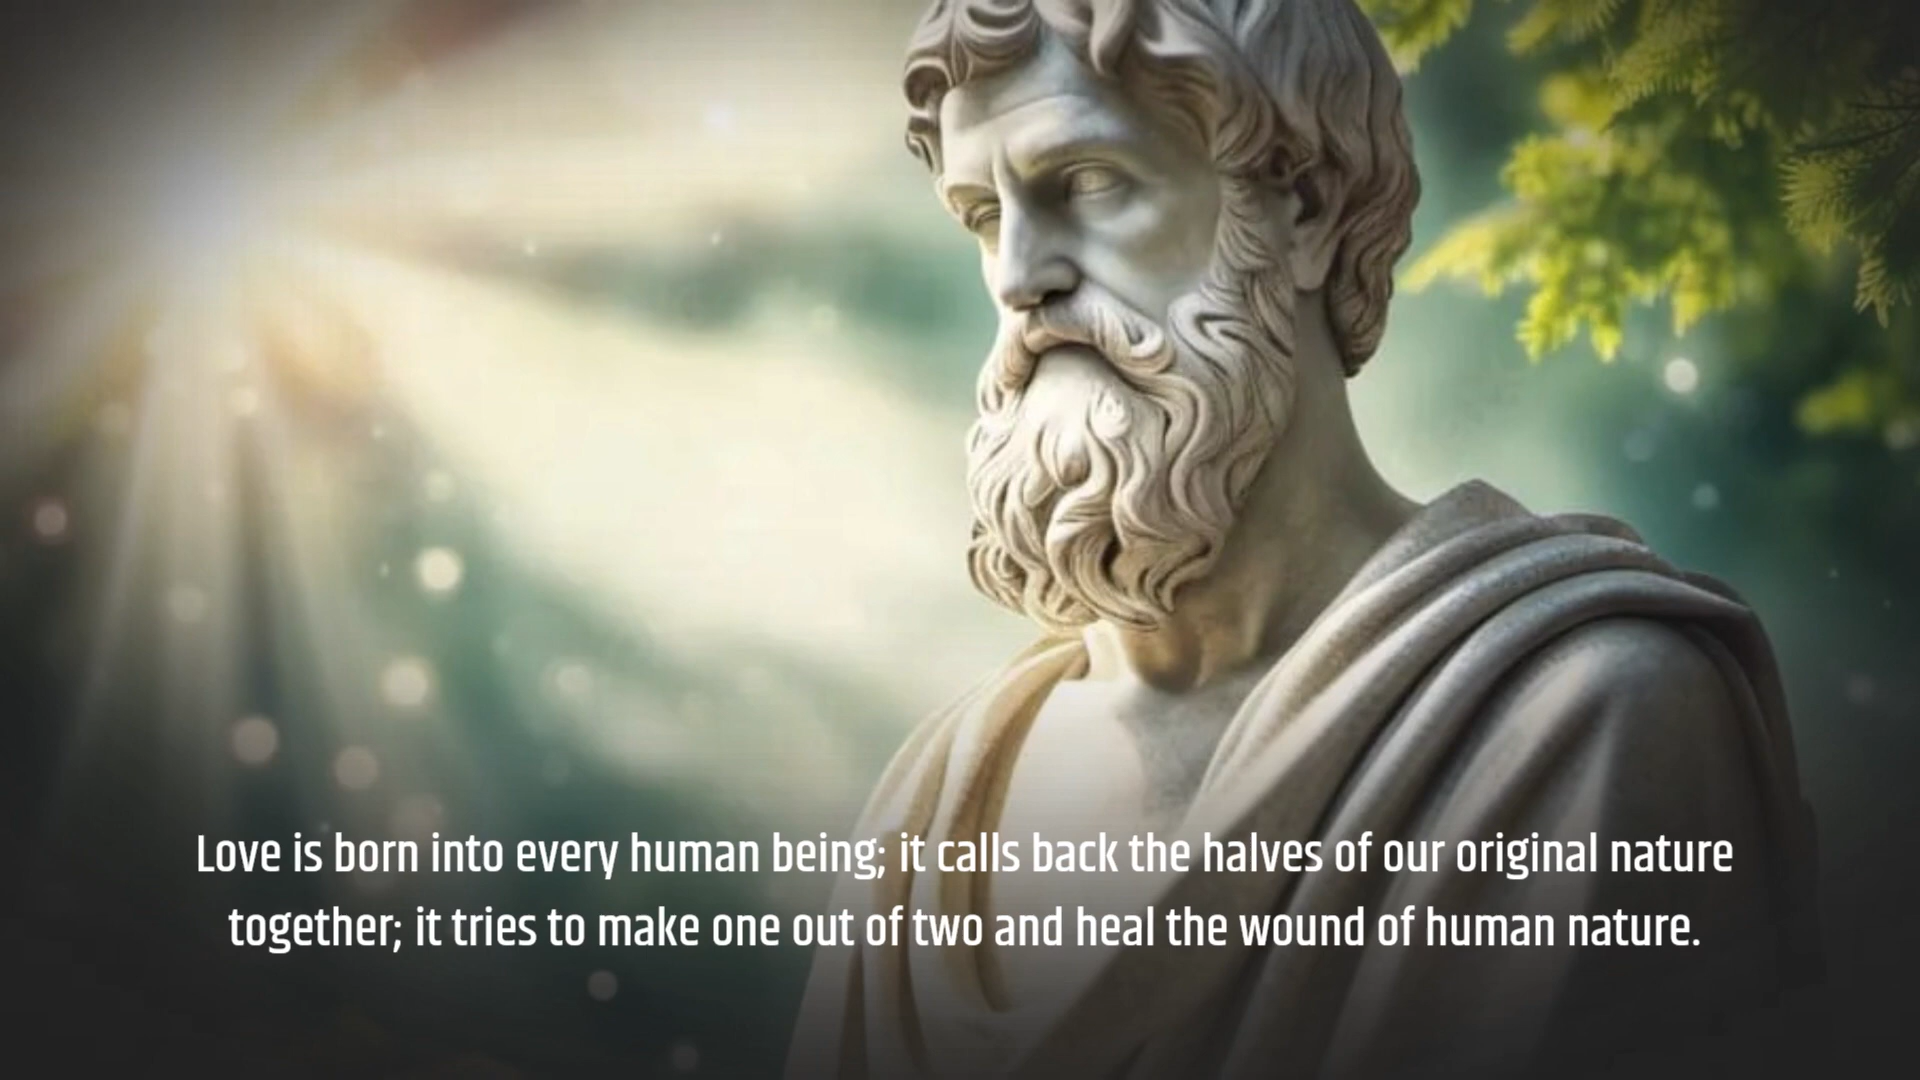 Love is born into every human being; it calls back the halves of our original nature
together; it tries to make one out of two and heal the wound of human nature.